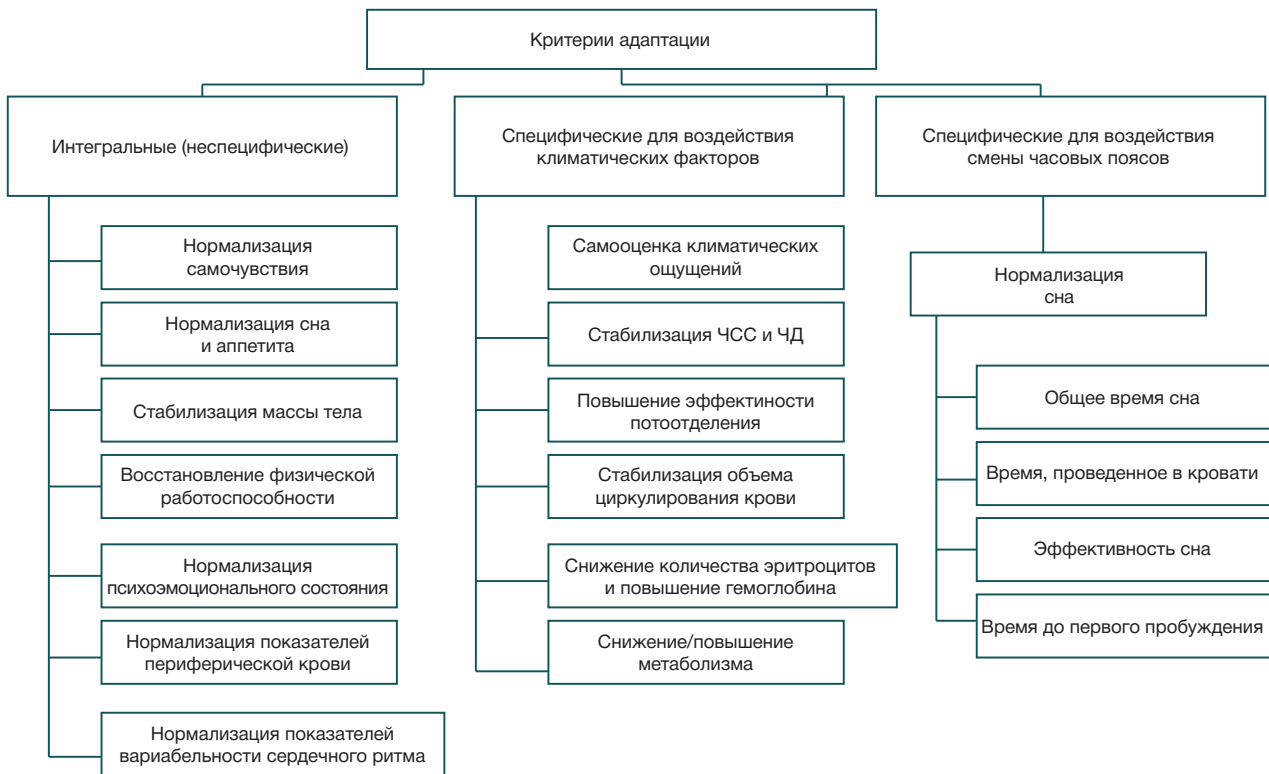 Критерии адаптации
Интегральные (неспецифические)
Нормализация
самочувствия
Нормализация сна
и аппетита
Стабилизация массы тела
Восстановление физической
работоспособности
Нормализация
психоэмоционального состояния
Нормализация показателей
периферической крови
Нормализация показателей
вариабельности сердечного ритма
Специфические для воздействия
климатических факторов
Самооценка климатических
ощущений
Стабилизация ЧСС и ЧД
Повышение эффектиности
потоотделения
Стабилизация объема
циркулирования крови
Снижение количества эритроцитов
и повышение гемоглобина
Снижение/повышение
метаболизма
Специфические для воздействия
смены часовых поясов
Нормализация
сна
Общее время сна
Время, проведенное в кровати
Эффективность сна
Время до первого пробуждения